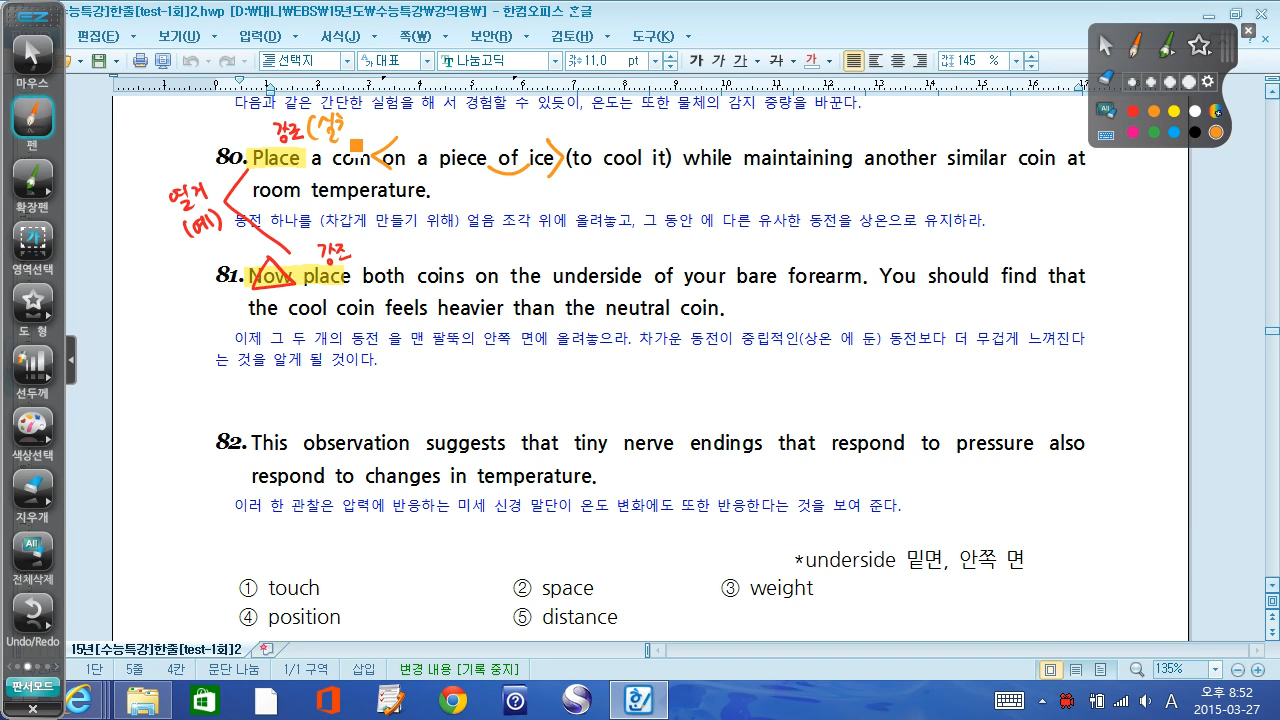 수능특강]한줄[test-1회]2.hwp [D:\대니\EBS\15년도\수능특강\강의용\] - 한컴오피스 혼글
편집(E) 보기(U) 입력(D) 서식(J) 쪽(W) 보안(R) 검토(H) 도구(K)
선택지 대표 나눔고딕 11.0 pt 가 가 가 가 가 145 %
다음과 같은 간단한 실험을 해 서 경험할 수 있듯이, 온도는 또한 물체의 감지 중량을 바꾼다.
강조
80. Place a coin on a piece of ice (to cool it) while maintaining another similar coin at
room temperature.
열거
(예)
동전 하나를 (차갑게 만들기 위해) 얼음 조각 위에 올려놓고, 그 동안 에 다른 유사한 동전을 상온으로 유지하라.
강조
81. Now place both coins on the underside of your bare forearm. You should find that
the cool coin feels heavier than the neutral coin.
이제 그 두 개의 동전 을 맨 팔뚝의 안쪽 면에 올려놓으라. 차가운 동전이 중립적인(상온 에 둔) 동전보다 더 무겁게 느껴진다
는 것을 알게 될 것이다.
82. This observation suggests that tiny nerve endings that respond to pressure also
respond to changes in temperature.
이러 한 관찰은 압력에 반응하는 미세 신경 말단이 온도 변화에도 또한 반응한다는 것을 보여 준다.
*underside 밑면, 안쪽 면
① touch ② space ③ weight
④ position ⑤ distance
15년[수능특강]한줄[test-1회]2
1단 5줄 4칸 문단 나눔 1/1 구역 삽입 변경 내용 [기록 중지] 135%
EZ
마우스
펜
확장펜
가
영역선택
도 형
선두께
색상선택
지우개
All
전체삭제
Undo/Redo
판서모드
All
A
오후 8:52
2015-03-27